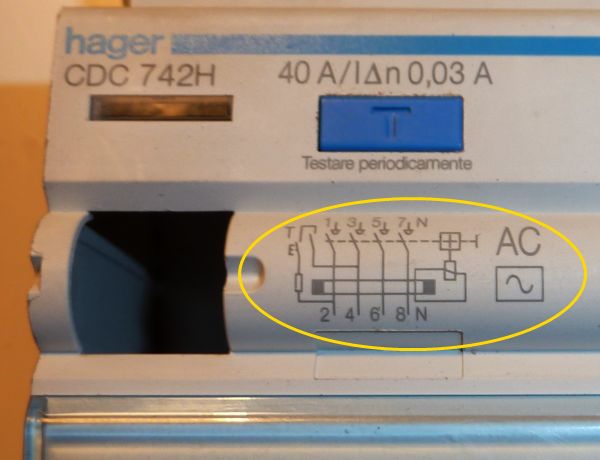 hager
CDC 742H
40 A/IΔn 0,03 A
T
Testare periodicamente
1 3 5 7 N
T
E
AC
2 4 6 8 N